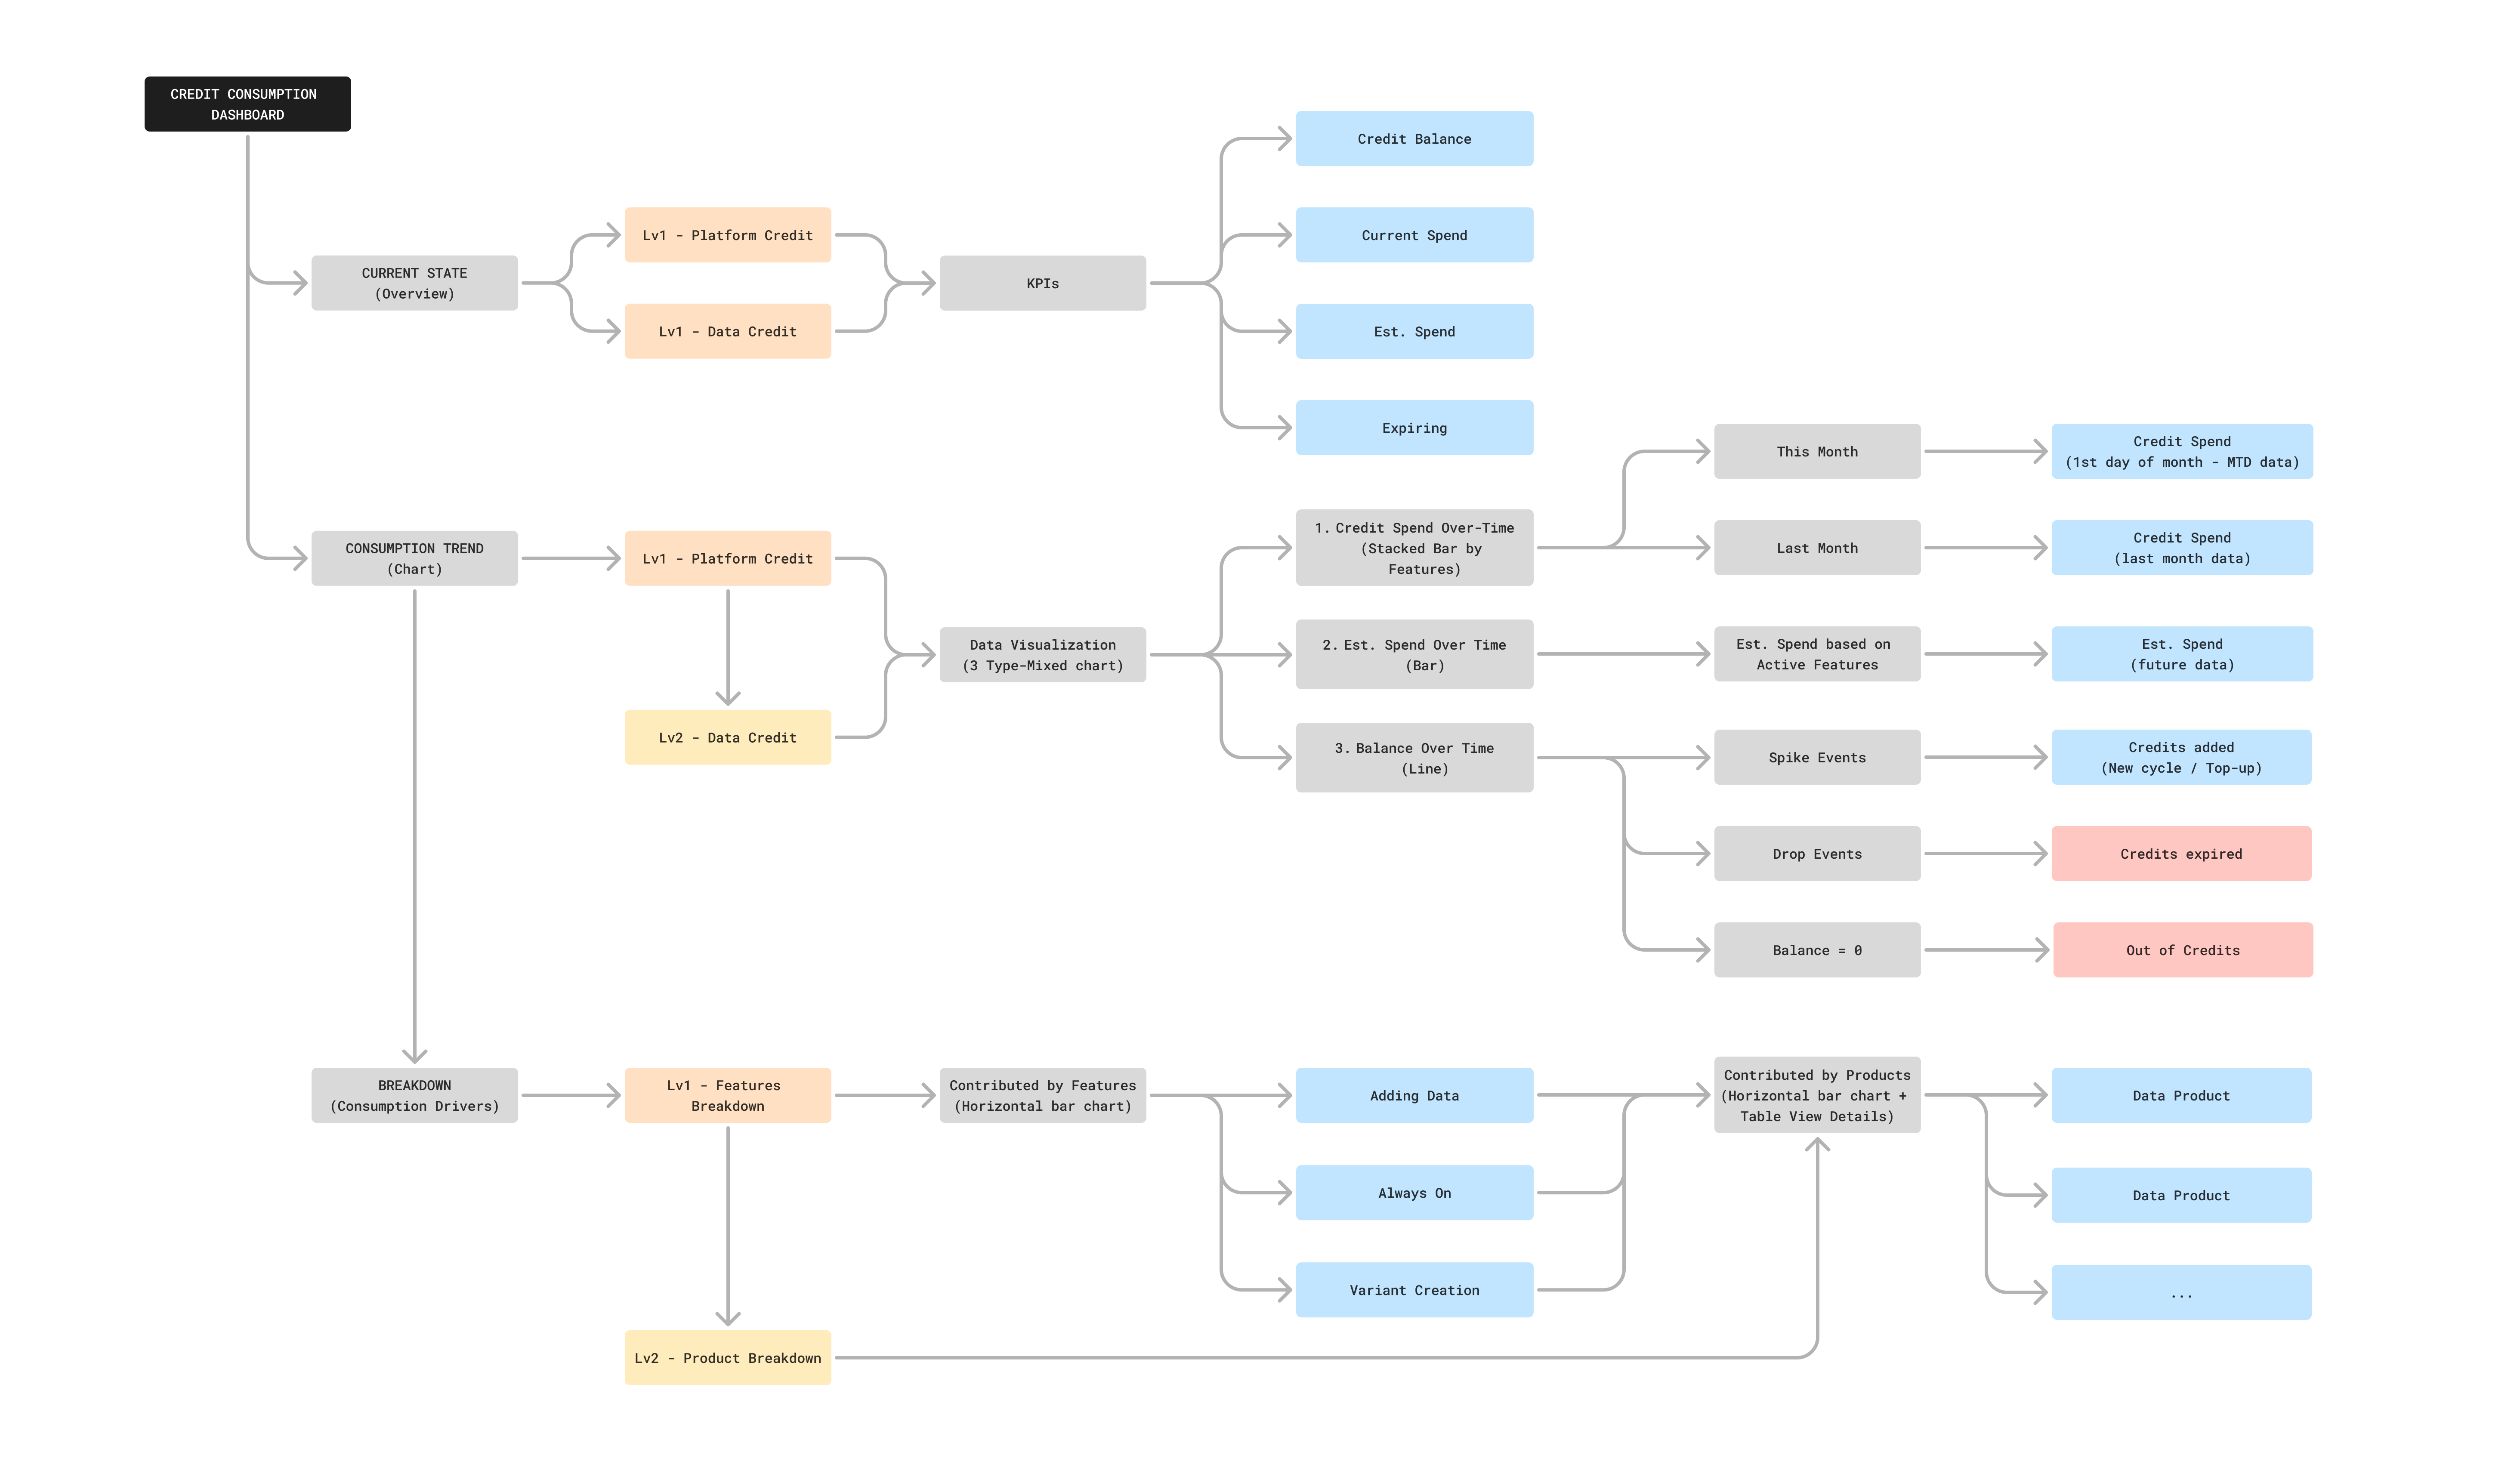 CREDIT CONSUMPTION
DASHBOARD
CURRENT STATE
(Overview)
Lv1 - Platform Credit
Lv1 - Data Credit
KPIs
Credit Balance
Current Spend
Est. Spend
Expiring
CONSUMPTION TREND
(Chart)
Lv1 - Platform Credit
Lv2 - Data Credit
Data Visualization
(3 Type-Mixed chart)
1. Credit Spend Over-Time
(Stacked Bar by
Features)
This Month
Credit Spend
(1st day of month - MTD data)
Last Month
Credit Spend
(last month data)
2. Est. Spend Over Time
(Bar)
Est. Spend based on
Active Features
Est. Spend
(future data)
3. Balance Over Time
(Line)
Spike Events
Credits added
(New cycle / Top-up)
Drop Events
Credits expired
Balance = 0
Out of Credits
BREAKDOWN
(Consumption Drivers)
Lv1 - Features
Breakdown
Contributed by Features
(Horizontal bar chart)
Adding Data
Always On
Variant Creation
Contributed by Products
(Horizontal bar chart +
Table View Details)
Data Product
Data Product
...
Lv2 - Product Breakdown